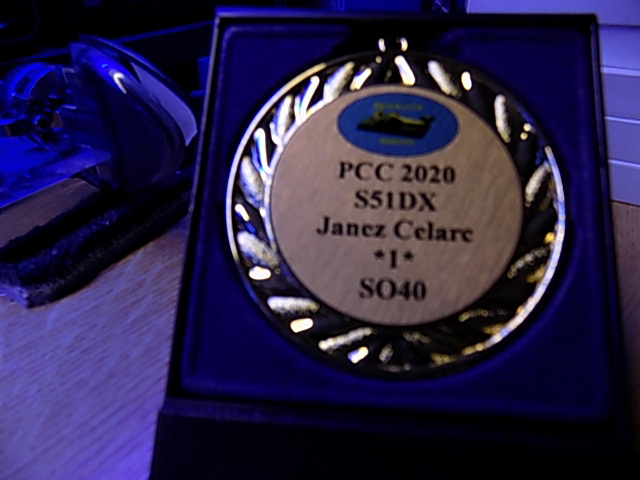 PCC 2020
S51DX
Janez Celarc
*1*
SO40